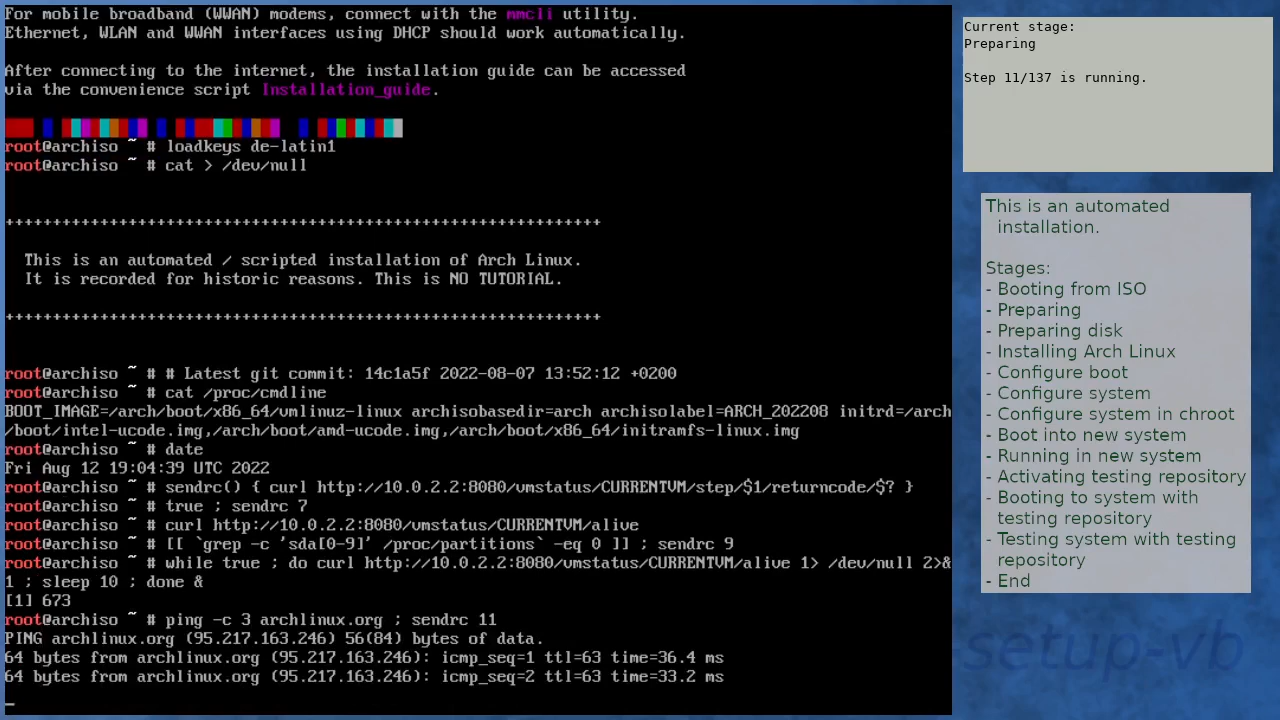 For mobile broadband (WWAN) modems, connect with the mmcli utility.
Ethernet, WLAN and WWAN interfaces using DHCP should work automatically.
After connecting to the internet, the installation guide can be accessed
via the convenience script Installation_guide.
root@archiso ~ # loadkeys de-latin1
root@archiso ~ # cat > /dev/null
+++++++++++++++++++++++++++++++++++++++++++++++++++++++++++++++
This is an automated / scripted installation of Arch Linux.
It is recorded for historic reasons. This is NO TUTORIAL.
+++++++++++++++++++++++++++++++++++++++++++++++++++++++++++++++
root@archiso ~ # # Latest git commit: 14c1a5f 2022-08-07 13:52:12 +0200
root@archiso ~ # cat /proc/cmdline
BOOT_IMAGE=/arch/boot/x86_64/vmlinuz-linux archisobasedir=arch archisolabel=ARCH_202208 initrd=/arch
/boot/intel-ucode.img,/arch/boot/amd-ucode.img,/arch/boot/x86_64/initramfs-linux.img
root@archiso ~ # date
Fri Aug 12 19:04:39 UTC 2022
root@archiso ~ # sendrc() { curl http://10.0.2.2:8080/vmstatus/CURRENTVM/step/$1/returncode/$? }
root@archiso ~ # true ; sendrc 7
root@archiso ~ # curl http://10.0.2.2:8080/vmstatus/CURRENTVM/alive
root@archiso ~ # [[ `grep -c 'sda[0-9]' /proc/partitions` -eq 0 ]] ; sendrc 9
root@archiso ~ # while true ; do curl http://10.0.2.2:8080/vmstatus/CURRENTVM/alive 1> /dev/null 2>&
1 ; sleep 10 ; done &
[1] 673
root@archiso ~ # ping -c 3 archlinux.org ; sendrc 11
PING archlinux.org (95.217.163.246) 56(84) bytes of data.
64 bytes from archlinux.org (95.217.163.246): icmp_seq=1 ttl=63 time=36.4 ms
64 bytes from archlinux.org (95.217.163.246): icmp_seq=2 ttl=63 time=33.2 ms
Current stage:
Preparing
Step 11/137 is running.
This is an automated
installation.
Stages:
- Booting from ISO
- Preparing
- Preparing disk
- Installing Arch Linux
- Configure boot
- Configure system
- Configure system in chroot
- Boot into new system
- Running in new system
- Activating testing repository
- Booting to system with
testing repository
- Testing system with testing
repository
- End
setup-vb